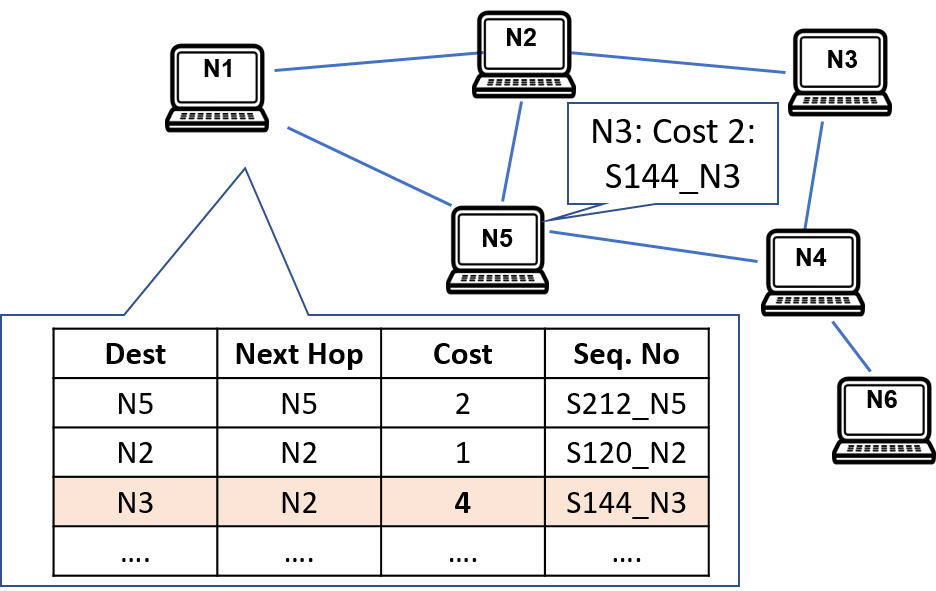 N1
N2
N3
N3: Cost 2:
S144_N3
N5
N4
N6
Dest Next Hop Cost Seq. No
N5 N5 2 S212_N5
N2 N2 1 S120_N2
N3 N2 4 S144_N3
.... .... .... ....